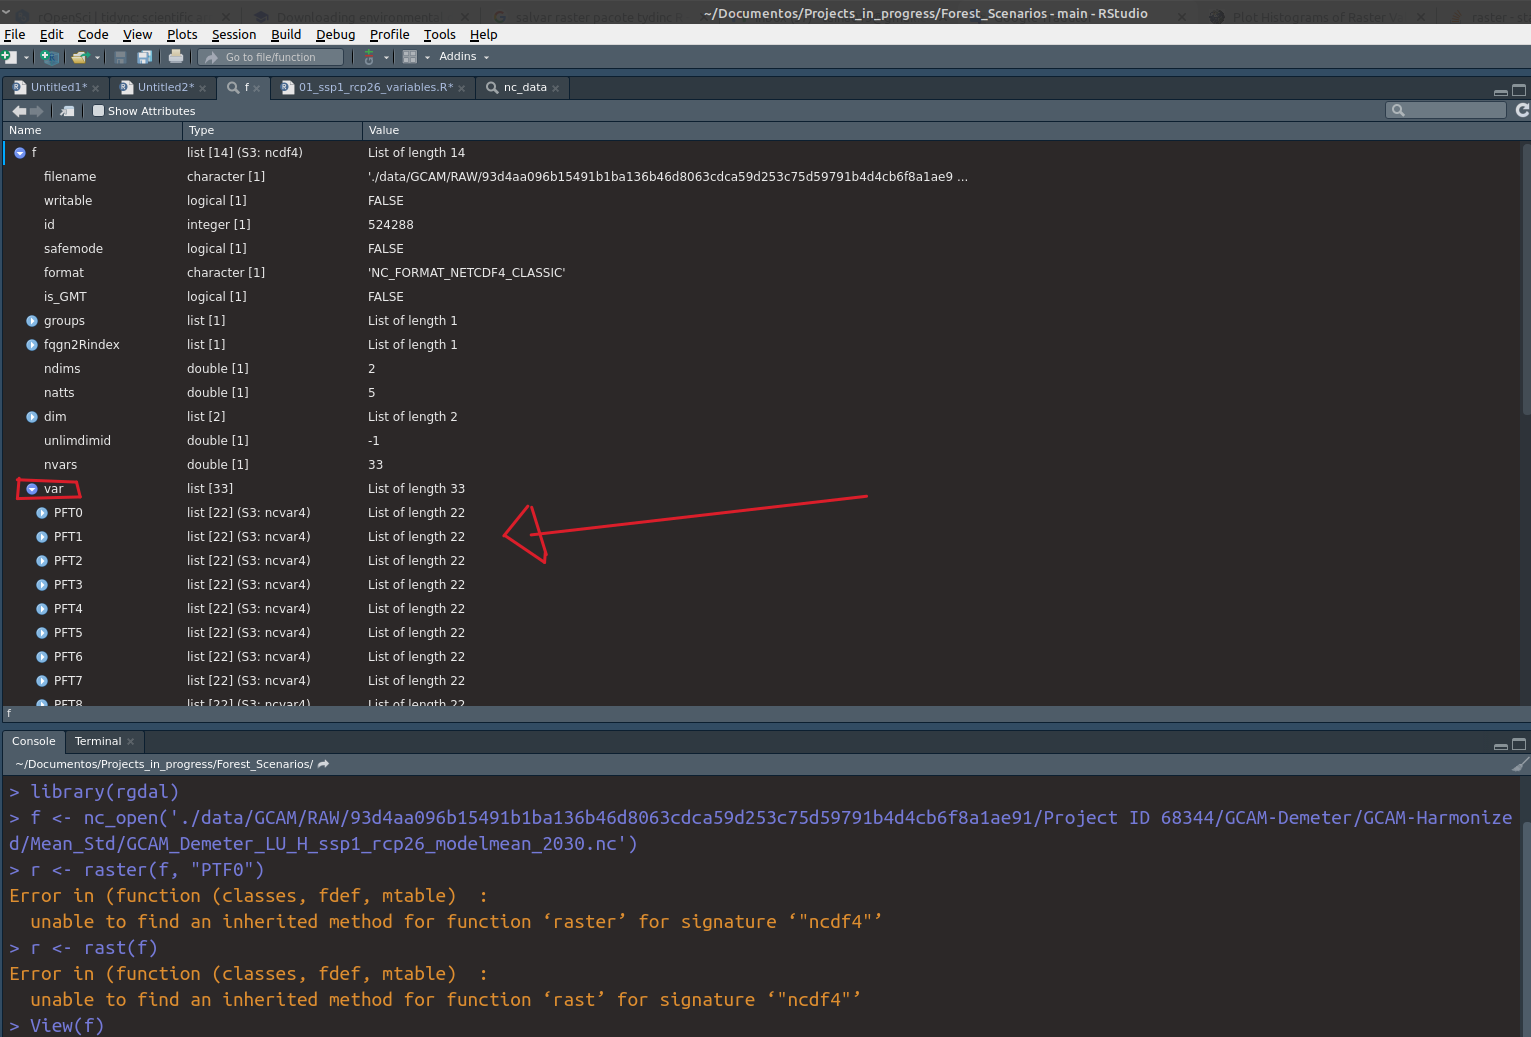 ~/Documentos/Projects_in_progress/Forest_Scenarios - main - RStudio
File Edit Code View Plots Session Build Debug Profile Tools Help
Go to file/function Addins
Untitled1* Untitled2* f 01_ssp1_rcp26_variables.R* nc_data
Show Attributes
Name Type Value
f list [14] (S3: ncdf4) List of length 14
filename character [1] './data/GCAM/RAW/93d4aa096b15491b1ba136b46d8063cdca59d253c75d59791b4d4cb6f8a1ae9 ...
writable logical [1] FALSE
id integer [1] 524288
safemode logical [1] FALSE
format character [1] 'NC_FORMAT_NETCDF4_CLASSIC'
is_GMT logical [1] FALSE
groups list [1] List of length 1
fqgn2Rindex list [1] List of length 1
ndims double [1] 2
natts double [1] 5
dim list [2] List of length 2
unlimdimid double [1] -1
nvars double [1] 33
var list [33] List of length 33
PFT0 list [22] (S3: ncvar4) List of length 22
PFT1 list [22] (S3: ncvar4) List of length 22
PFT2 list [22] (S3: ncvar4) List of length 22
PFT3 list [22] (S3: ncvar4) List of length 22
PFT4 list [22] (S3: ncvar4) List of length 22
PFT5 list [22] (S3: ncvar4) List of length 22
PFT6 list [22] (S3: ncvar4) List of length 22
PFT7 list [22] (S3: ncvar4) List of length 22
PFT8 list [22] (S3: ncvar4) List of length 22
f
Console Terminal
~/Documentos/Projects_in_progress/Forest_Scenarios/
> library(rgdal)
> f <- nc_open('./data/GCAM/RAW/93d4aa096b15491b1ba136b46d8063cdca59d253c75d59791b4d4cb6f8a1ae91/Project ID 68344/GCAM-Demeter/GCAM-Harmonize
d/Mean_Std/GCAM_Demeter_LU_H_ssp1_rcp26_modelmean_2030.nc')
> r <- raster(f, "PTF0")
Error in (function (classes, fdef, mtable)  :
unable to find an inherited method for function ‘raster’ for signature ‘"ncdf4"’
> r <- rast(f)
Error in (function (classes, fdef, mtable)  :
unable to find an inherited method for function ‘rast’ for signature ‘"ncdf4"’
> View(f)